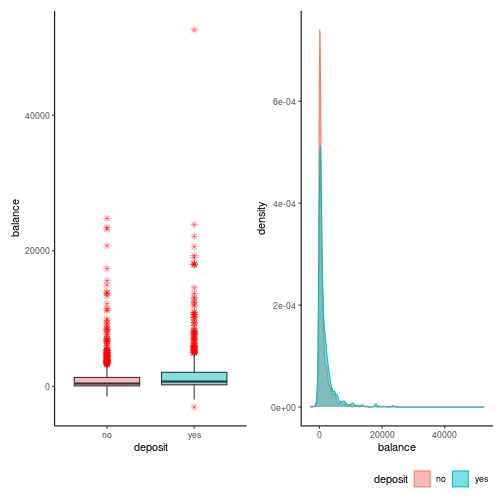 balance
40000
20000
0
no
yes
deposit
density
6e-04
4e-04
2e-04
0e+00
0
20000
40000
balance
deposit no yes